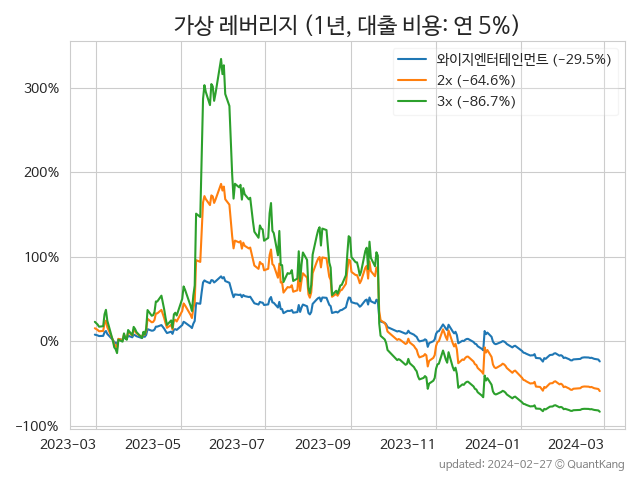 가상 레버리지 (1년, 대출 비용: 연 5%)
와이지엔터테인먼트 (−29.5%)
2x (−64.6%)
3x (−86.7%)
300%
200%
100%
0%
−100%
2023-03
2023-05
2023-07
2023-09
2023-11
2024-01
2024-03
updated: 2024-02-27 © QuantKang